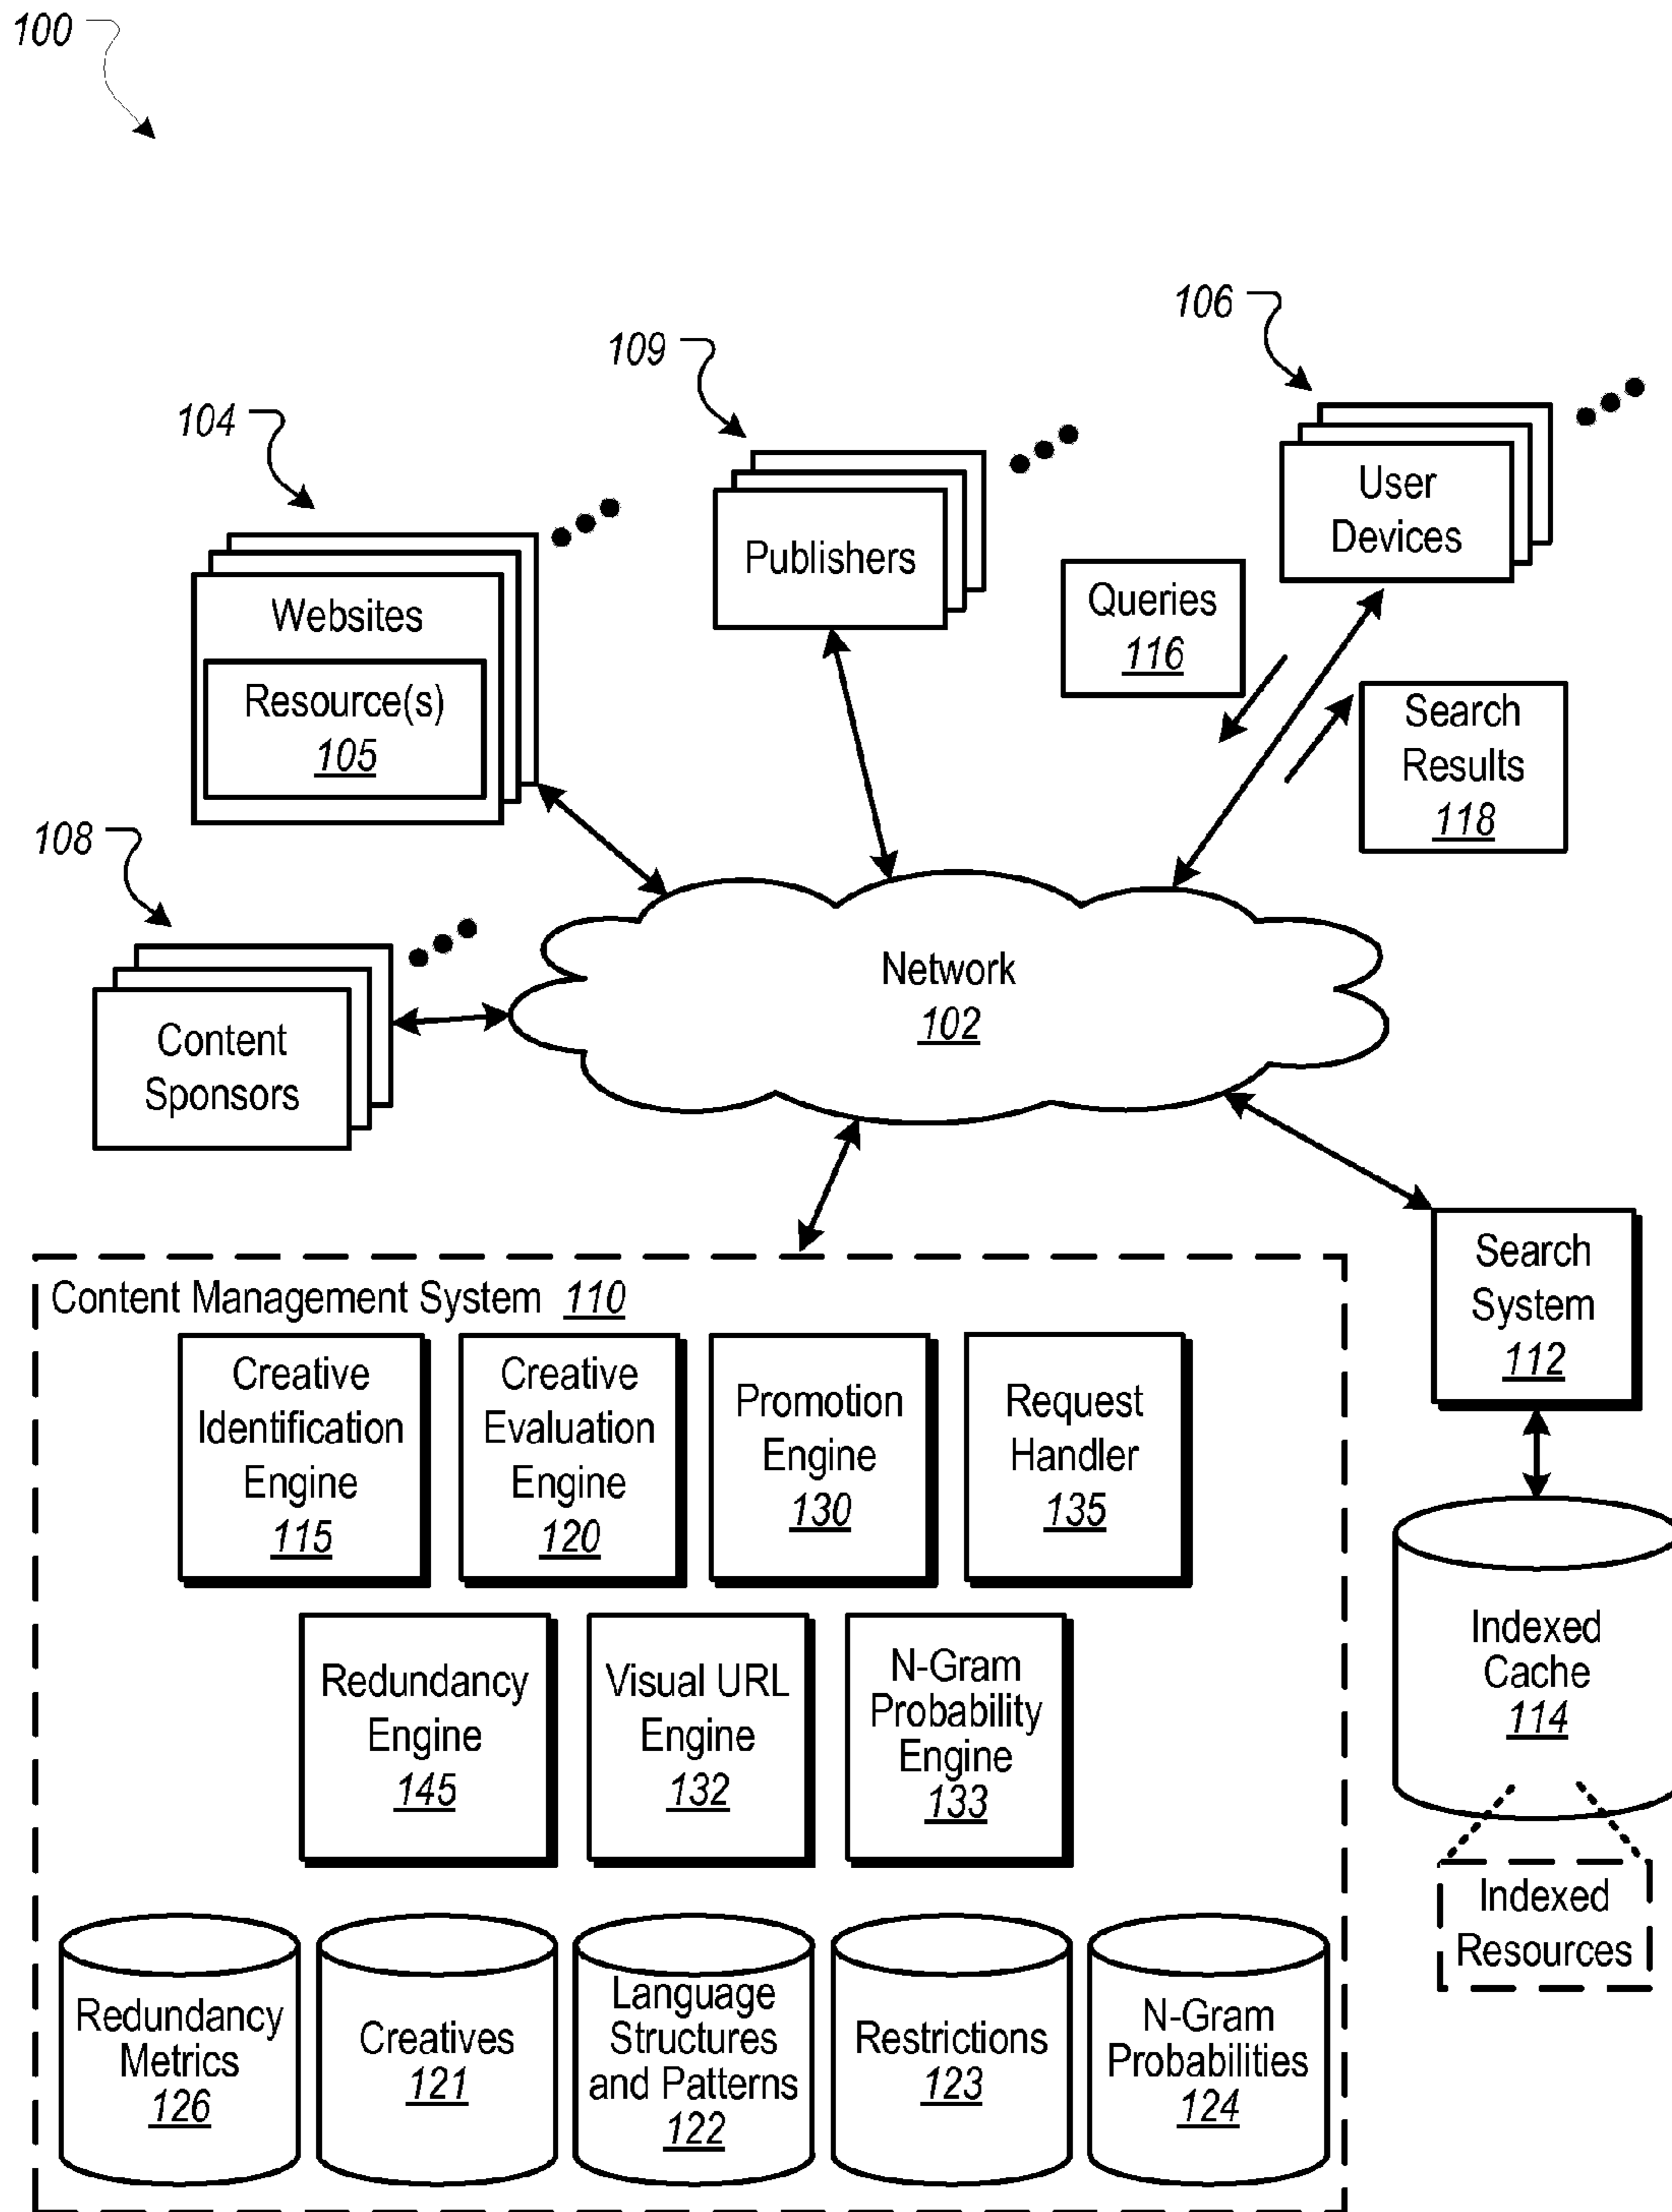 100
106
109
104
User
Devices
Publishers
Queries
116
Websites
Resource(s)
105
Search
Results
118
108
Network
102
Content
Sponsors
Search
System
112
Content Management System 110
Creative
Identification
Engine
115
Creative
Evaluation
Engine
120
Promotion
Engine
130
Request
Handler
135
Indexed
Cache
114
Redundancy
Engine
145
Visual URL
Engine
132
N-Gram
Probability
Engine
133
Indexed
Resources
Redundancy
Metrics
126
Creatives
121
Language
Structures
and Patterns
122
Restrictions
123
N-Gram
Probabilities
124